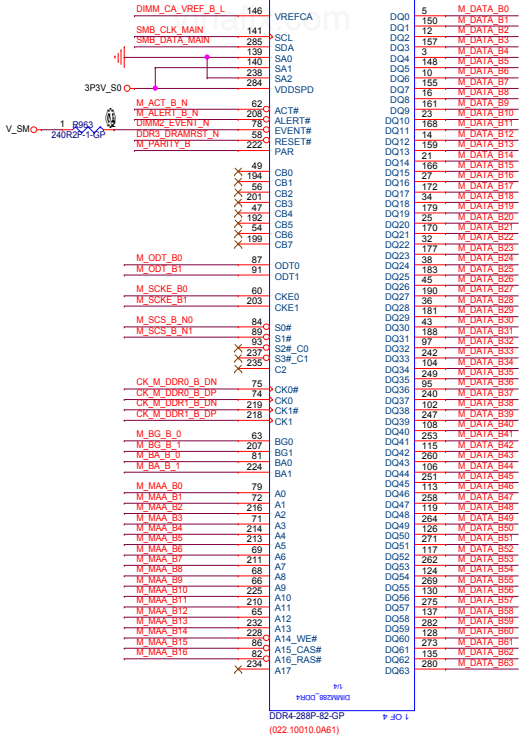 M_DIMM_CA_VREF_B_L 146 VREFCA
SMB_CLK_MAIN 141 SCL
SMB_DATA_MAIN 285 SDA
139 SA0
140 SA1
238 SA2
3P3V_S0 284 VDDSPD
M_ACT_B_N 62 ACT#
M_ALERT_B_N 208 ALERT#
V_SM 1 R963 DIMM2_EVENT_N 78 EVENT#
240R2P-1-GP DDR3_DRAMRST_N 58 RESET#
M_PARITY_B 222 PAR
49 CB0
194 CB1
56 CB2
201 CB3
47 CB4
192 CB5
54 CB6
199 CB7
M_ODT_B0 87 ODT0
M_ODT_B1 91 ODT1
M_SCKE_B0 60 CKE0
M_SCKE_B1 203 CKE1
M_SCS_B_N0 84 S0#
M_SCS_B_N1 89 S1#
93 S2#_C0
237 S3#_C1
235 C2
CK_M_DDR0_B_DN 75 CK0#
CK_M_DDR0_B_DP 74 CK0
CK_M_DDR1_B_DN 219 CK1#
CK_M_DDR1_B_DP 218 CK1
M_BG_B_0 63 BG0
M_BG_B_1 207 BG1
M_BA_B_0 81 BA0
M_BA_B_1 224 BA1
M_MAA_B0 79 A0
M_MAA_B1 72 A1
M_MAA_B2 216 A2
M_MAA_B3 71 A3
M_MAA_B4 214 A4
M_MAA_B5 213 A5
M_MAA_B6 69 A6
M_MAA_B7 211 A7
M_MAA_B8 68 A8
M_MAA_B9 66 A9
M_MAA_B10 225 A10
M_MAA_B11 210 A11
M_MAA_B12 65 A12
M_MAA_B13 232 A13
M_MAA_B14 228 A14_WE#
M_MAA_B15 86 A15_CAS#
M_MAA_B16 82 A16_RAS#
234 A17
DQ0 5 M_DATA_B0
DQ1 150 M_DATA_B1
DQ2 12 M_DATA_B2
DQ3 157 M_DATA_B3
DQ4 3 M_DATA_B4
DQ5 148 M_DATA_B5
DQ6 10 M_DATA_B6
DQ7 155 M_DATA_B7
DQ8 16 M_DATA_B8
DQ9 161 M_DATA_B9
DQ10 23 M_DATA_B10
DQ11 168 M_DATA_B11
DQ12 14 M_DATA_B12
DQ13 159 M_DATA_B13
DQ14 21 M_DATA_B14
DQ15 166 M_DATA_B15
DQ16 27 M_DATA_B16
DQ17 172 M_DATA_B17
DQ18 34 M_DATA_B18
DQ19 179 M_DATA_B19
DQ20 25 M_DATA_B20
DQ21 170 M_DATA_B21
DQ22 32 M_DATA_B22
DQ23 177 M_DATA_B23
DQ24 38 M_DATA_B24
DQ25 183 M_DATA_B25
DQ26 45 M_DATA_B26
DQ27 190 M_DATA_B27
DQ28 36 M_DATA_B28
DQ29 181 M_DATA_B29
DQ30 43 M_DATA_B30
DQ31 188 M_DATA_B31
DQ32 97 M_DATA_B32
DQ33 242 M_DATA_B33
DQ34 104 M_DATA_B34
DQ35 249 M_DATA_B35
DQ36 95 M_DATA_B36
DQ37 240 M_DATA_B37
DQ38 102 M_DATA_B38
DQ39 247 M_DATA_B39
DQ40 108 M_DATA_B40
DQ41 253 M_DATA_B41
DQ42 115 M_DATA_B42
DQ43 260 M_DATA_B43
DQ44 106 M_DATA_B44
DQ45 251 M_DATA_B45
DQ46 113 M_DATA_B46
DQ47 258 M_DATA_B47
DQ48 119 M_DATA_B48
DQ49 264 M_DATA_B49
DQ50 126 M_DATA_B50
DQ51 271 M_DATA_B51
DQ52 117 M_DATA_B52
DQ53 262 M_DATA_B53
DQ54 124 M_DATA_B54
DQ55 269 M_DATA_B55
DQ56 130 M_DATA_B56
DQ57 275 M_DATA_B57
DQ58 137 M_DATA_B58
DQ59 282 M_DATA_B59
DQ60 128 M_DATA_B60
DQ61 273 M_DATA_B61
DQ62 135 M_DATA_B62
DQ63 280 M_DATA_B63
1/4
DIMM288_DDR4
DDR4-288P-82-GP 1 OF 4
(022.10010.0A61)